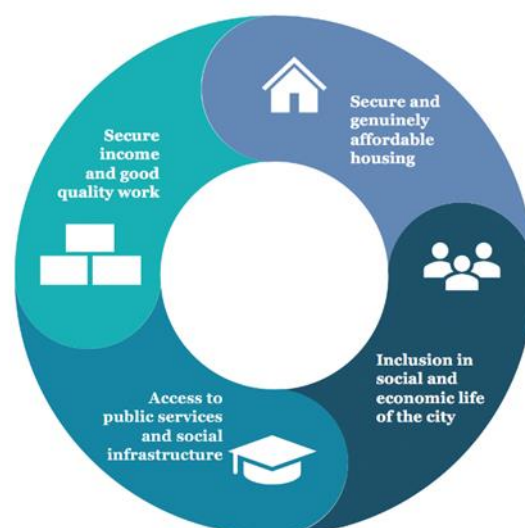 Secure and
genuinely
affordable
housing
Inclusion in
social and
economic life
of the city
Access to
public services
and social
infrastructure
Secure
income
and good
quality work